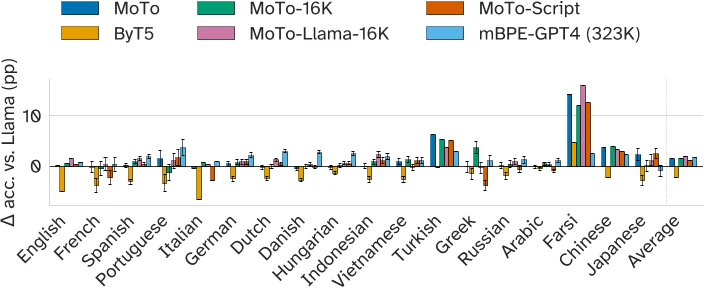 MoTo MoTo-16K MoTo-Script
ByT5 MoTo-Llama-16K mBPE-GPT4 (323K)
Δ acc. vs. Llama (pp)
10
0
English
French
Spanish
Portuguese
Italian
German
Dutch
Danish
Hungarian
Indonesian
Vietnamese
Turkish
Greek
Russian
Arabic
Farsi
Chinese
Japanese
Average